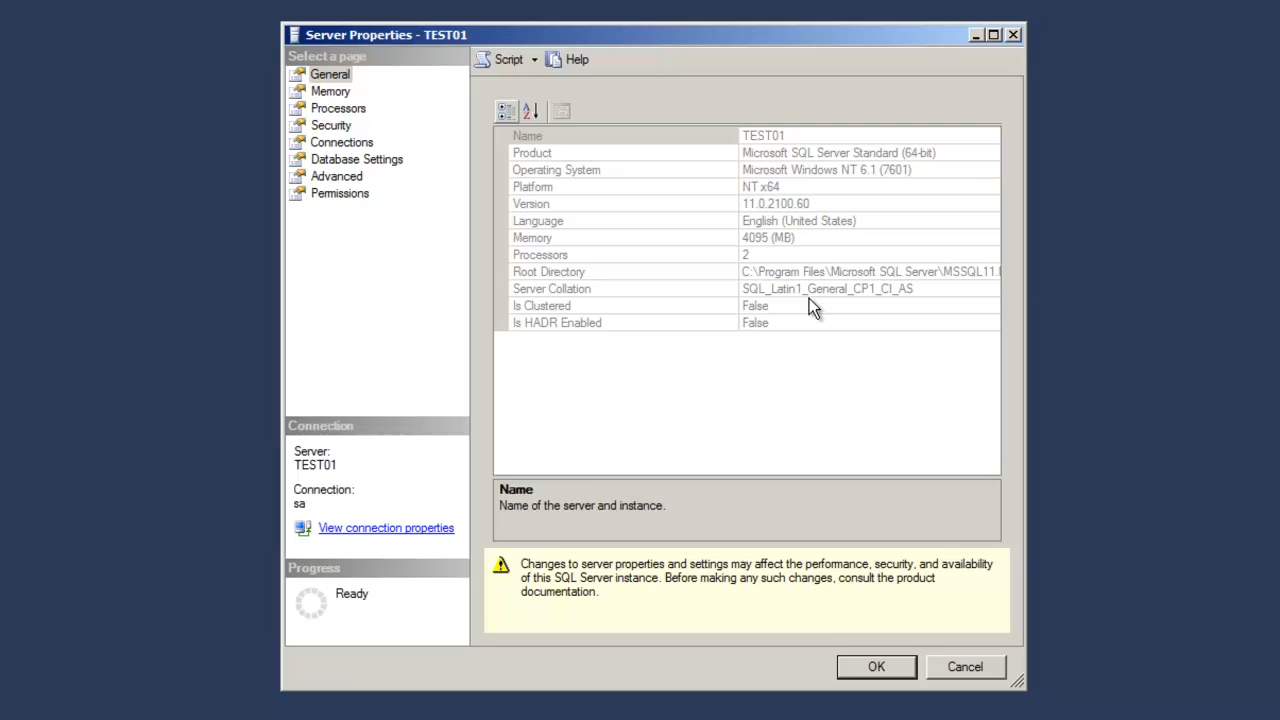 Server Properties - TEST01
Select a page
General
Memory
Processors
Security
Connections
Database Settings
Advanced
Permissions
Script
Help
Name TEST01
Product Microsoft SQL Server Standard (64-bit)
Operating System Microsoft Windows NT 6.1 (7601)
Platform NT x64
Version 11.0.2100.60
Language English (United States)
Memory 4095 (MB)
Processors 2
Root Directory C:\Program Files\Microsoft SQL Server\MSSQL11.
Server Collation SQL_Latin1_General_CP1_CI_AS
Is Clustered False
Is HADR Enabled False
Connection
Server:
TEST01
Connection:
sa
View connection properties
Progress
Ready
Name
Name of the server and instance.
Changes to server properties and settings may affect the performance, security, and availability
of this SQL Server instance. Before making any such changes, consult the product
documentation.
OK
Cancel